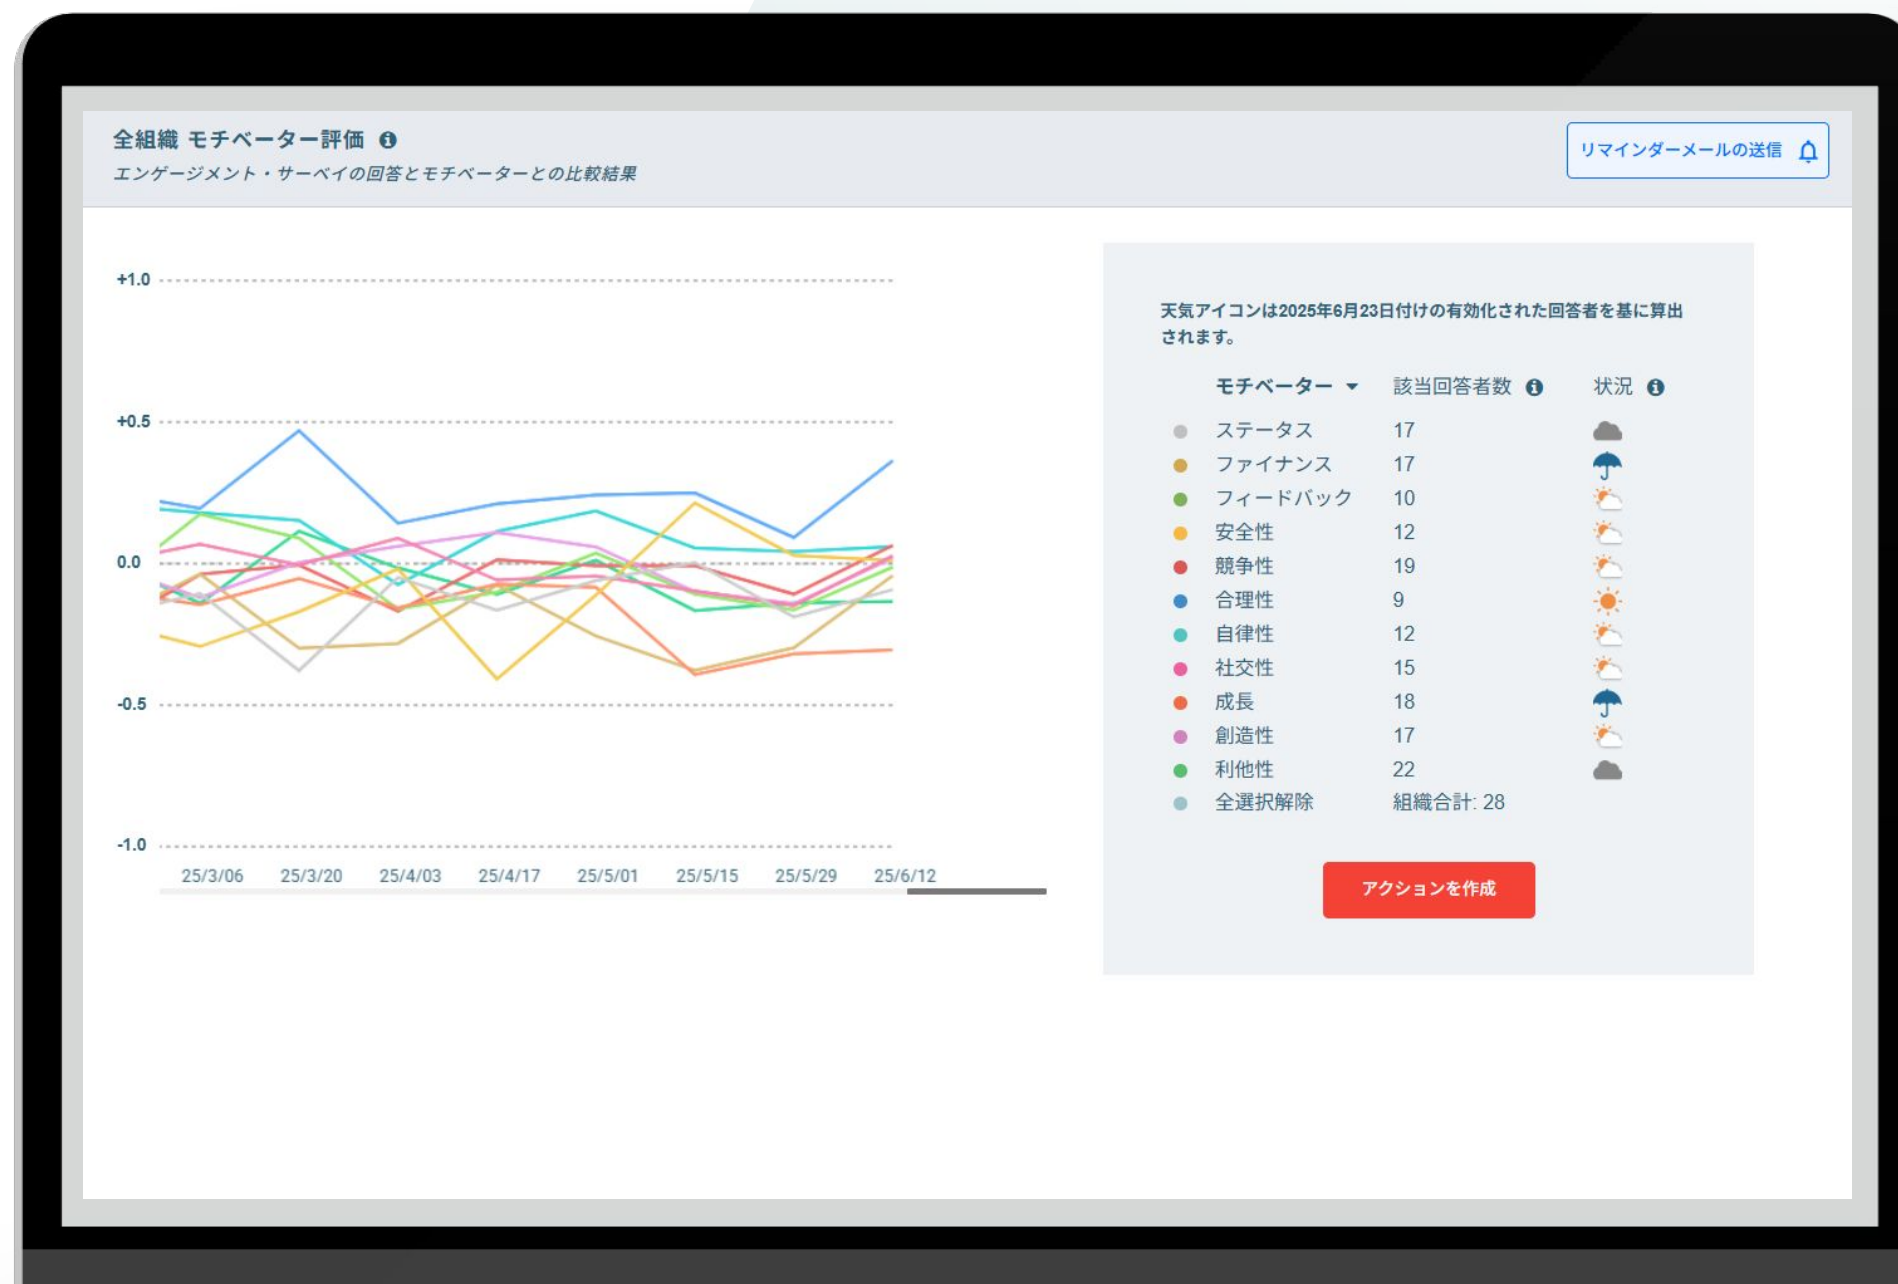 全組織 モチベーター評価
エンゲージメント・サーベイの回答とモチベーターとの比較結果
リマインダーメールの送信
+1.0
+0.5
0.0
-0.5
-1.0
25/3/06 25/3/20 25/4/03 25/4/17 25/5/01 25/5/15 25/5/29 25/6/12
天気アイコンは2025年6月23日付けの有効化された回答者を基に算出
されます。
モチベーター 該当回答者数 状況
ステータス 17
ファイナンス 17
フィードバック 10
安全性 12
競争性 19
合理性 9
自律性 12
社交性 15
成長 18
創造性 17
利他性 22
全選択解除 組織合計: 28
アクションを作成